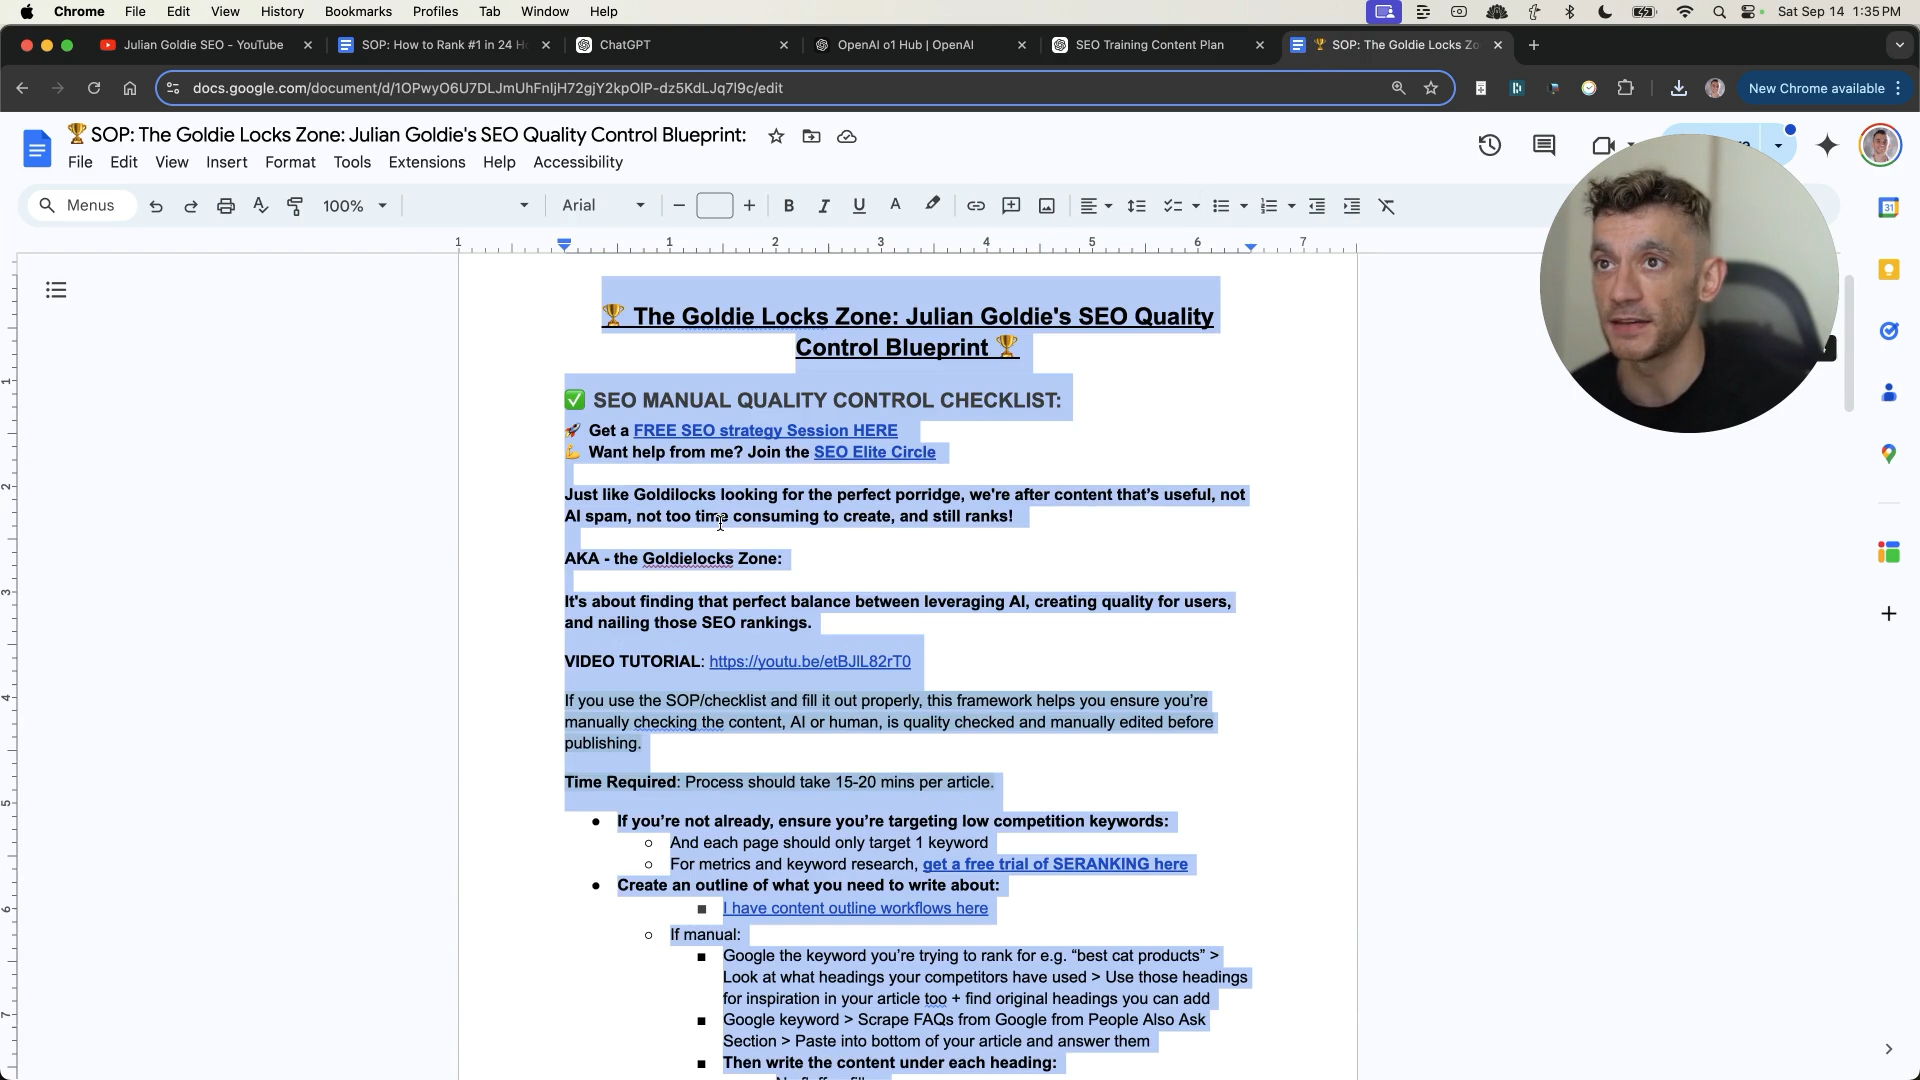 Chrome File Edit View History Bookmarks Profiles Tab Window Help Sat Sep 14 1:35 PM
Julian Goldie SEO - YouTube
SOP: How to Rank #1 in 24 H
ChatGPT
OpenAI o1 Hub | OpenAI
SEO Training Content Plan
🏆 SOP: The Goldie Locks Zo
New Chrome available
🏆SOP: The Goldie Locks Zone: Julian Goldie's SEO Quality Control Blueprint:
File Edit View Insert Format Tools Extensions Help Accessibility
Menus 100% Arial
1 1 2 3 4 5 6 7
🏆 The Goldie Locks Zone: Julian Goldie's SEO Quality
Control Blueprint 🏆
✅ SEO MANUAL QUALITY CONTROL CHECKLIST:
🚀 Get a FREE SEO strategy Session HERE
💪 Want help from me? Join the SEO Elite Circle
Just like Goldilocks looking for the perfect porridge, we're after content that’s useful, not
AI spam, not too time consuming to create, and still ranks!
AKA - the Goldielocks Zone:
It's about finding that perfect balance between leveraging AI, creating quality for users,
and nailing those SEO rankings.
VIDEO TUTORIAL: https://youtu.be/etBJlL82rT0
If you use the SOP/checklist and fill it out properly, this framework helps you ensure you’re
manually checking the content, AI or human, is quality checked and manually edited before
publishing.
Time Required: Process should take 15-20 mins per article.
● If you’re not already, ensure you’re targeting low competition keywords:
○ And each page should only target 1 keyword
○ For metrics and keyword research, get a free trial of SERANKING here
● Create an outline of what you need to write about:
■ I have content outline workflows here
○ If manual:
■ Google the keyword you’re trying to rank for e.g. “best cat products” >
Look at what headings your competitors have used > Use those headings
for inspiration in your article too + find original headings you can add
■ Google keyword > Scrape FAQs from Google from People Also Ask
Section > Paste into bottom of your article and answer them
■ Then write the content under each heading:
1
2
3
4
5
6
7
31